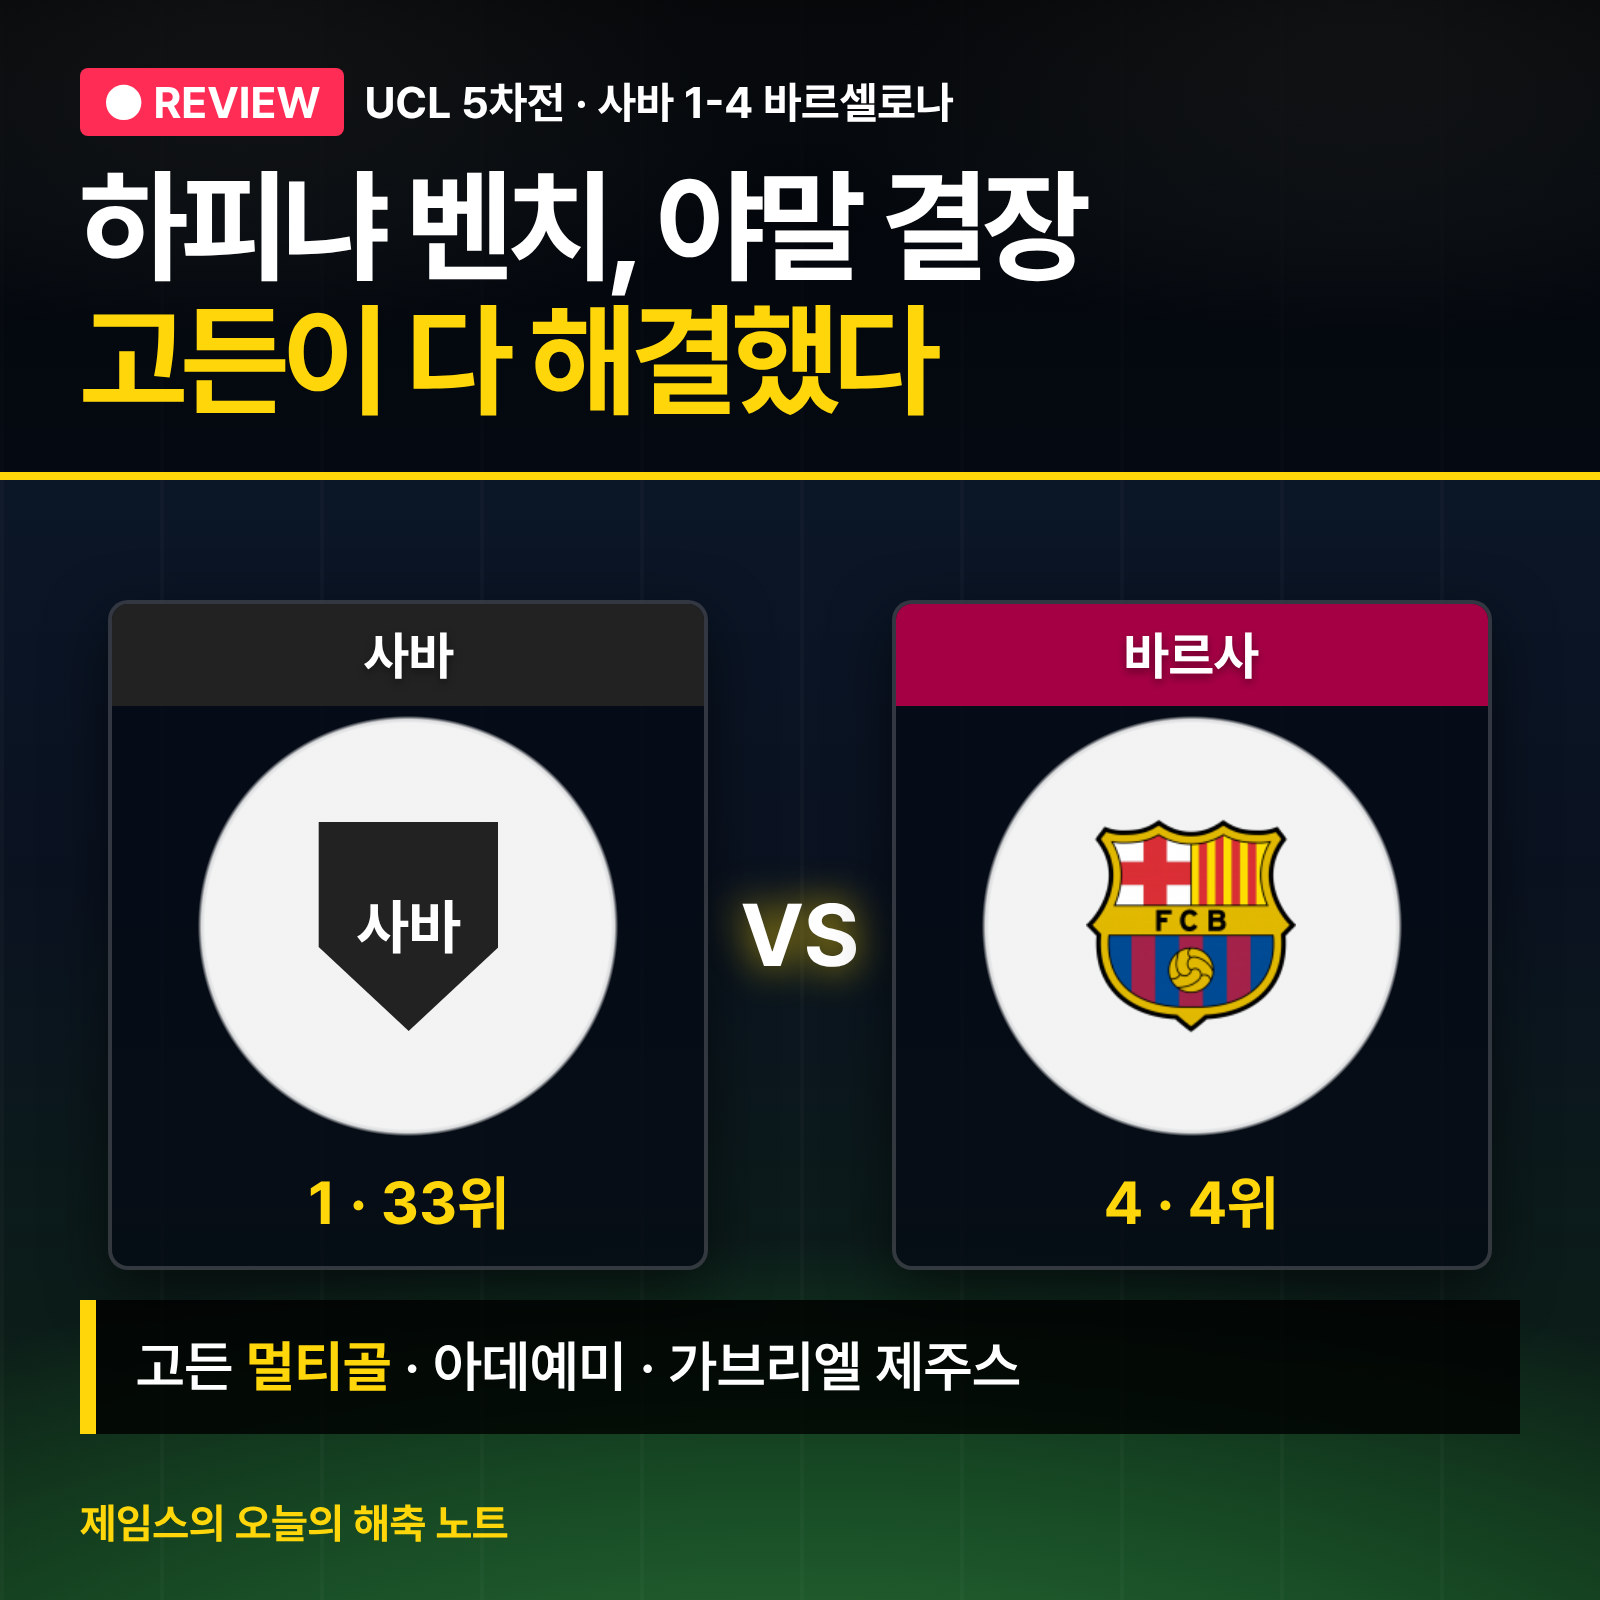 REVIEW UCL 5차전 · 사바 1-4 바르셀로나
하피냐 벤치, 야말 결장
고든이 다 해결했다
사바
사바
1 · 33위
VS
바르사
FCB
4 · 4위
고든 멀티골 · 아데예미 · 가브리엘 제주스
제임스의 오늘의 해축 노트